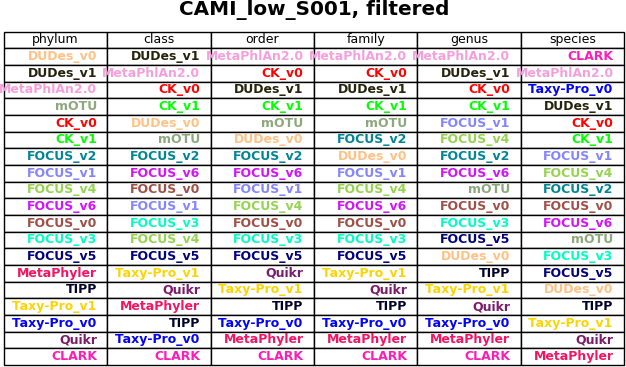 CAMI_low_S001, filtered
phylum class order family genus species
DUDes_v0 DUDes_v1 MetaPhlAn2.0 MetaPhlAn2.0 MetaPhlAn2.0 CLARK
DUDes_v1 MetaPhlAn2.0 CK_v0 CK_v0 DUDes_v1 MetaPhlAn2.0
MetaPhlAn2.0 CK_v0 DUDes_v1 DUDes_v1 CK_v0 Taxy-Pro_v0
mOTU CK_v1 CK_v1 CK_v1 CK_v1 DUDes_v1
CK_v0 DUDes_v0 mOTU mOTU FOCUS_v1 CK_v0
CK_v1 mOTU DUDes_v0 FOCUS_v2 FOCUS_v4 CK_v1
FOCUS_v2 FOCUS_v2 FOCUS_v2 DUDes_v0 FOCUS_v2 FOCUS_v1
FOCUS_v1 FOCUS_v6 FOCUS_v6 FOCUS_v1 FOCUS_v6 FOCUS_v4
FOCUS_v4 FOCUS_v0 FOCUS_v1 FOCUS_v4 mOTU FOCUS_v2
FOCUS_v6 FOCUS_v1 FOCUS_v4 FOCUS_v6 FOCUS_v0 FOCUS_v0
FOCUS_v0 FOCUS_v3 FOCUS_v0 FOCUS_v0 FOCUS_v3 FOCUS_v6
FOCUS_v3 FOCUS_v4 FOCUS_v3 FOCUS_v3 FOCUS_v5 mOTU
FOCUS_v5 FOCUS_v5 FOCUS_v5 FOCUS_v5 DUDes_v0 FOCUS_v3
MetaPhyler Taxy-Pro_v1 Quikr Taxy-Pro_v1 TIPP FOCUS_v5
TIPP Quikr Taxy-Pro_v1 Quikr Taxy-Pro_v1 DUDes_v0
Taxy-Pro_v1 MetaPhyler TIPP TIPP Quikr TIPP
Taxy-Pro_v0 TIPP Taxy-Pro_v0 Taxy-Pro_v0 Taxy-Pro_v0 Taxy-Pro_v1
Quikr Taxy-Pro_v0 MetaPhyler MetaPhyler MetaPhyler Quikr
CLARK CLARK CLARK CLARK CLARK MetaPhyler